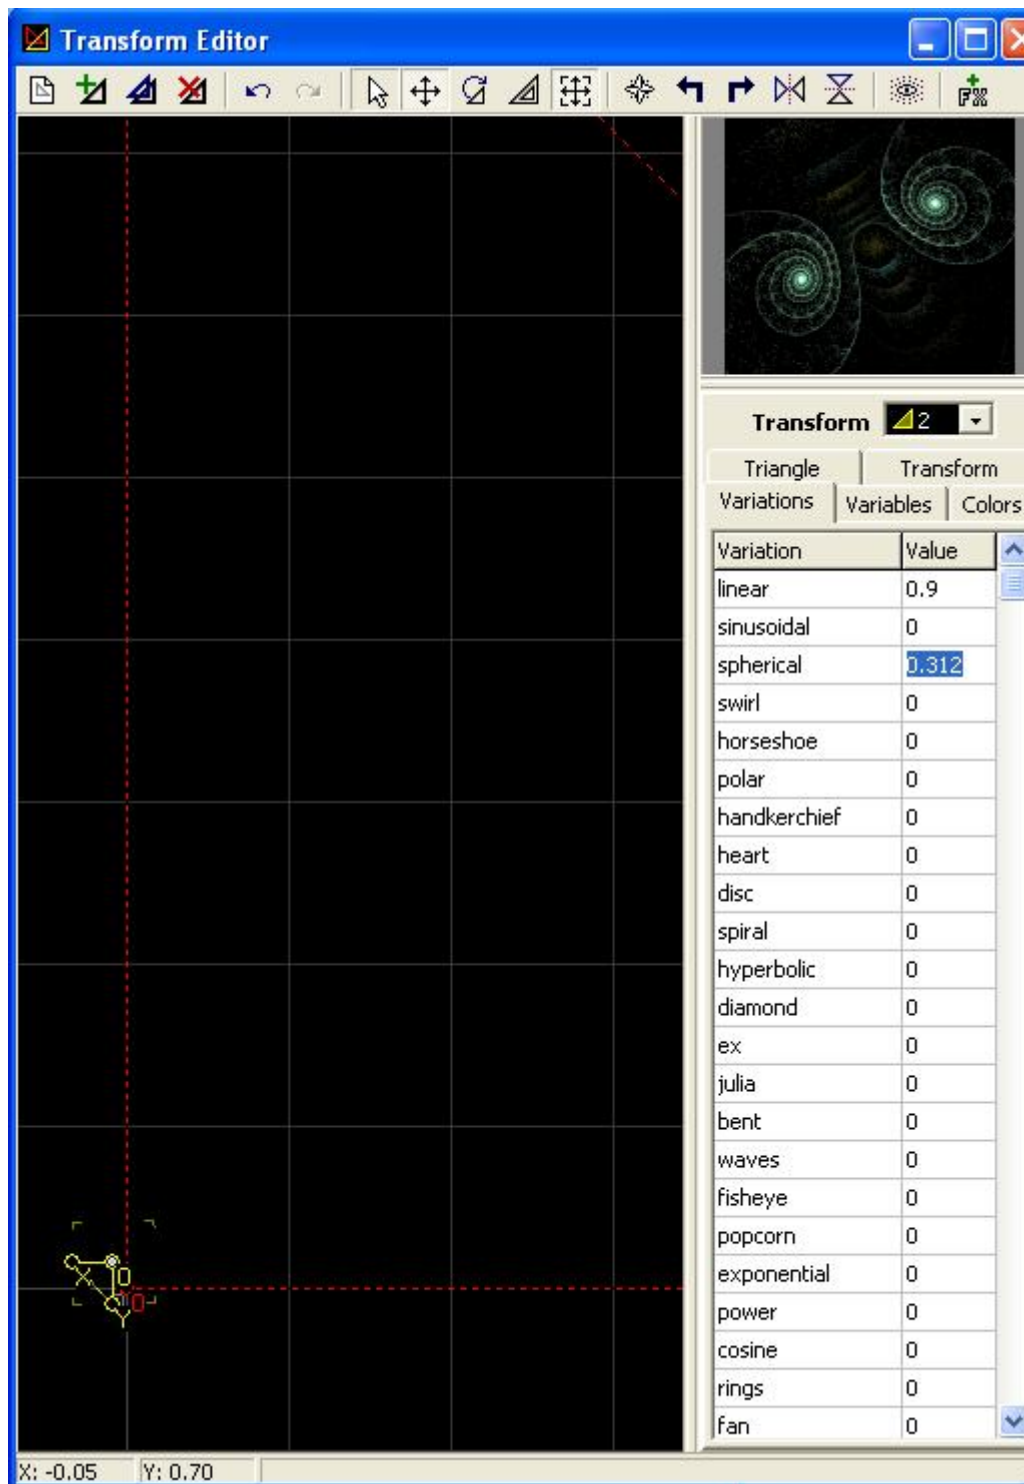 Transform Editor
FX
Transform 2
Triangle Transform
Variations Variables Colors
Variation Value
linear 0.9
sinusoidal 0
spherical 0.312
swirl 0
horseshoe 0
polar 0
handkerchief 0
heart 0
disc 0
spiral 0
hyperbolic 0
diamond 0
ex 0
julia 0
bent 0
waves 0
fisheye 0
popcorn 0
exponential 0
power 0
cosine 0
rings 0
fan 0
X O
Y O
X: -0.05 Y: 0.70